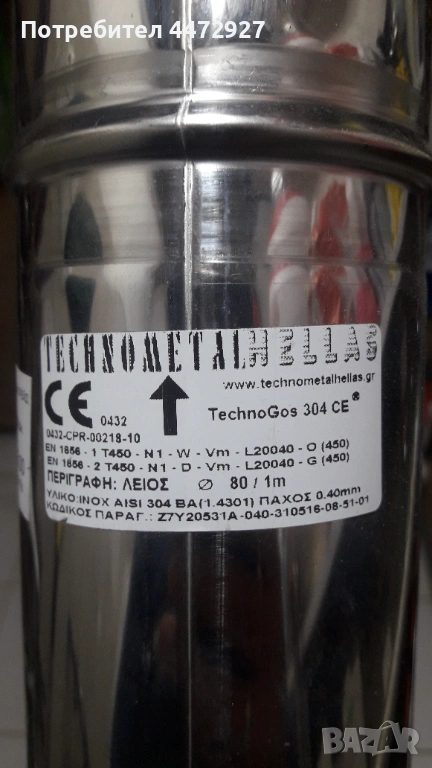 Потребител 4472927
TECHNOMETALHELLAS
www.technometalhellas.gr
CE 0432
TechnoGos 304 CE®
0432-CPR-00218-10
EN 1856 - 1 T450 - N1 - W - Vm - L20040 - O (450)
EN 1856 - 2 T450 - N1 - D - Vm - L20040 - G (450)
ΠΕΡΙΓΡΑΦΗ: ΛΕΙΟΣ Ø 80 / 1m
ΥΛΙΚΟ:INOX AISI 304 BA(1.4301) ΠΑΧΟΣ 0.40mm
ΚΩΔΙΚΟΣ ΠΑΡΑΓ.: Z7Y20531A-040-310516-08-51-01
BAZAR